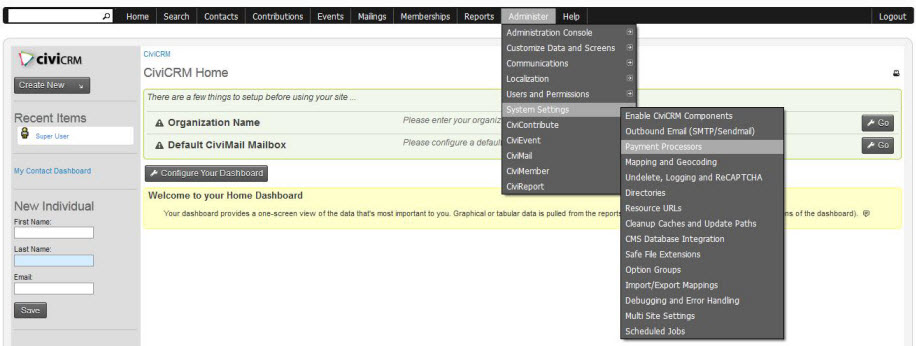 Home Search Contacts Contributions Events Mailings Memberships Reports Administer Help Logout
CIVICRM
Create New
Recent Items
Super User
My Contact Dashboard
New Individual
First Name:
Last Name:
Email:
Save
CiviCRM
CiviCRM Home
There are a few things to setup before using your site ...
Organization Name Please enter your organiz
Go
Default CiviMail Mailbox Please configure a default
Go
Configure Your Dashboard
Welcome to your Home Dashboard
Your dashboard provides a one-screen view of the data that's most important to you. Graphical or tabular data is pulled from the reports
ns of the dashboard).
Administration Console
Customize Data and Screens
Communications
Localization
Users and Permissions
System Settings
CiviContribute
CiviEvent
CiviMail
CiviMember
CiviReport
Enable CiviCRM Components
Outbound Email (SMTP/Sendmail)
Payment Processors
Mapping and Geocoding
Undelete, Logging and ReCAPTCHA
Directories
Resource URLs
Cleanup Caches and Update Paths
CMS Database Integration
Safe File Extensions
Option Groups
Import/Export Mappings
Debugging and Error Handling
Multi Site Settings
Scheduled Jobs